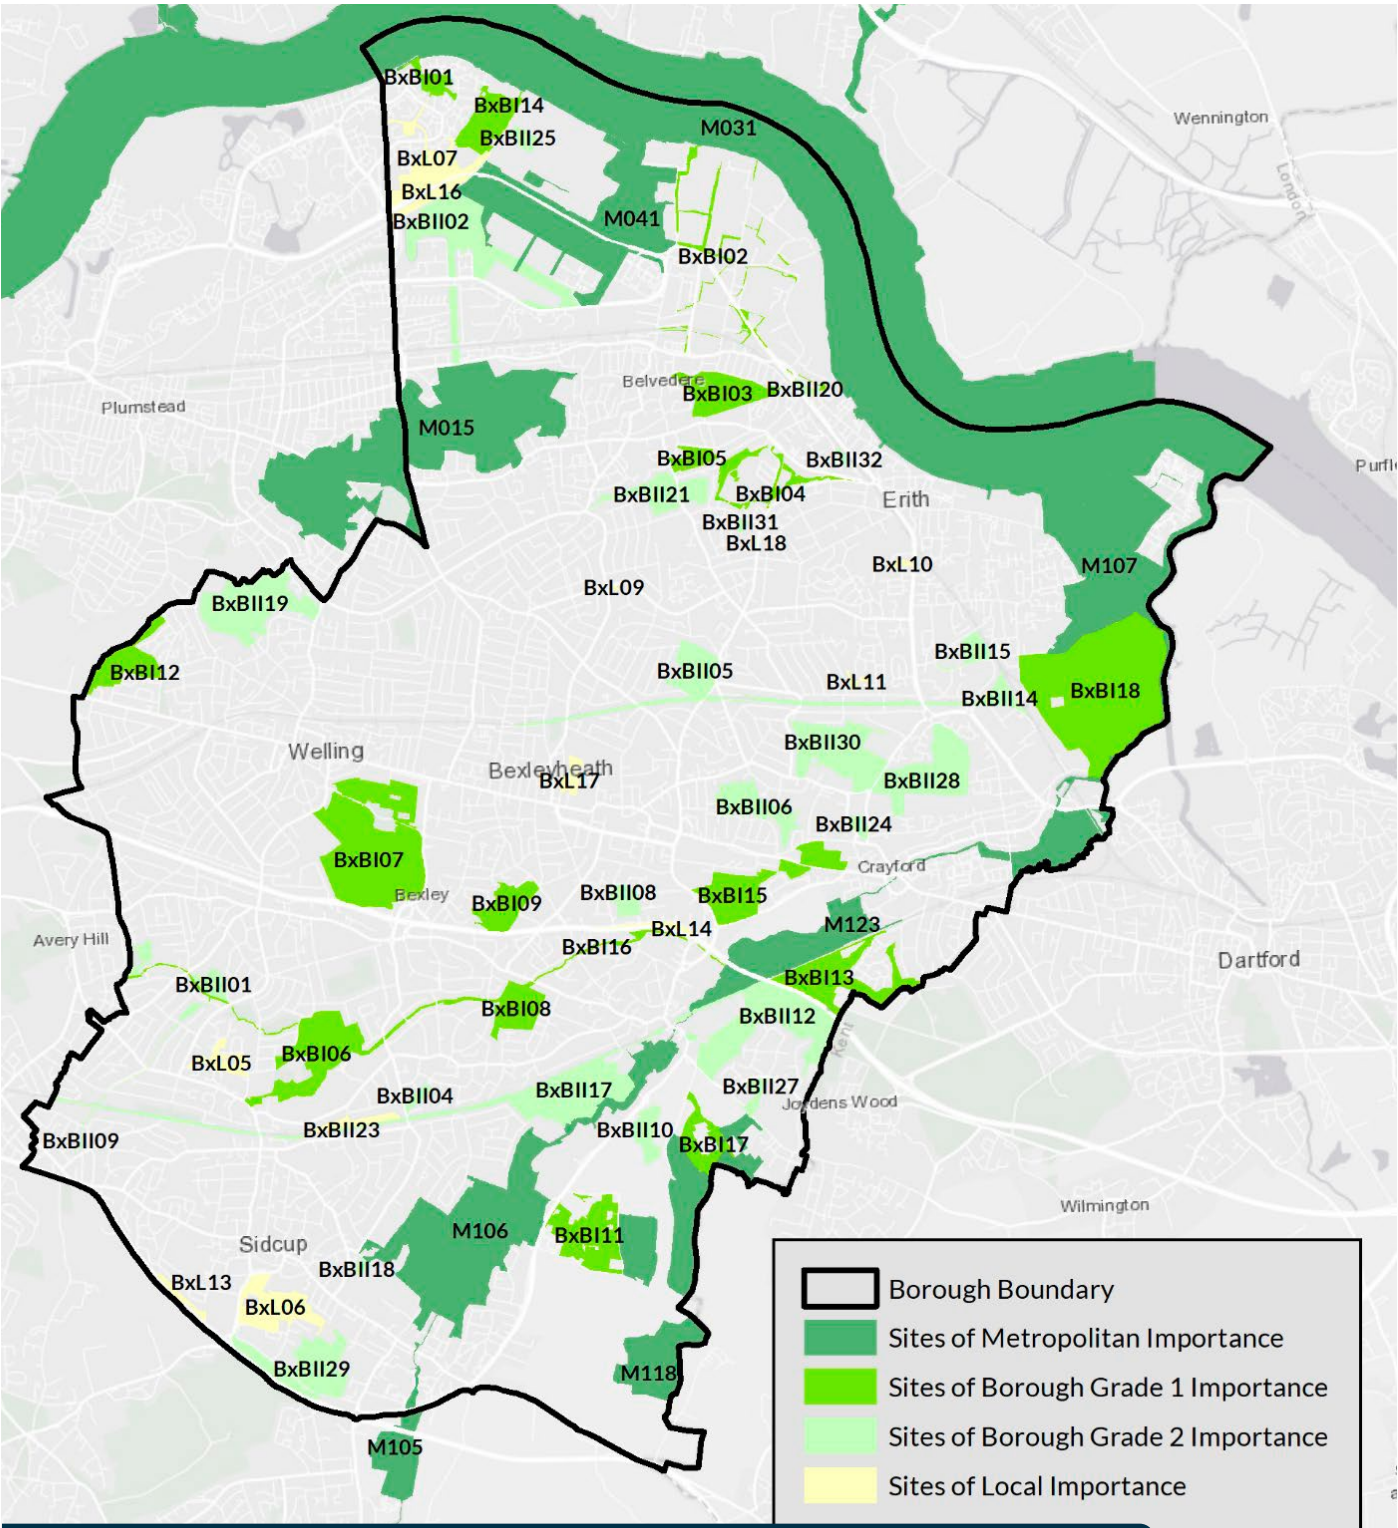 BxBI01
BxBI14
Wennington
M031
BxBII25
BxL07
London
BxL16
BxBII02
M041
BxBI02
Belvedere
BxBI03
BxBII20
Plumstead
M015
BxBI05
BxBII32
Purfle
BxBII21
BxBI04
Erith
BxBII31
BxL18
BxL10
M107
BxL09
BxBII19
BxBII15
BxBI12
BxBII05
BxL11
BxBII14
BxBI18
Welling
BxBII30
Bexleyheath
BxL17
BxBII28
BxBII06
BxBII24
BxBI07
Crayford
Bexley
BxBI09
BxBII08
BxBI15
M123
BxL14
Avery Hill
BxBI16
Dartford
BxBII01
BxBI13
BxBI08
BxBII12
Kent
BxBI06
BxL05
BxBII04
BxBII17
BxBII27
Joydens Wood
BxBII23
BxBII10
BxBII09
BxBI17
Wilmington
M106
BxBI11
Sidcup
BxBII18
BxL13
BxL06
BxBII29
M118
M105
Borough Boundary
Sites of Metropolitan Importance
Sites of Borough Grade 1 Importance
Sites of Borough Grade 2 Importance
Sites of Local Importance